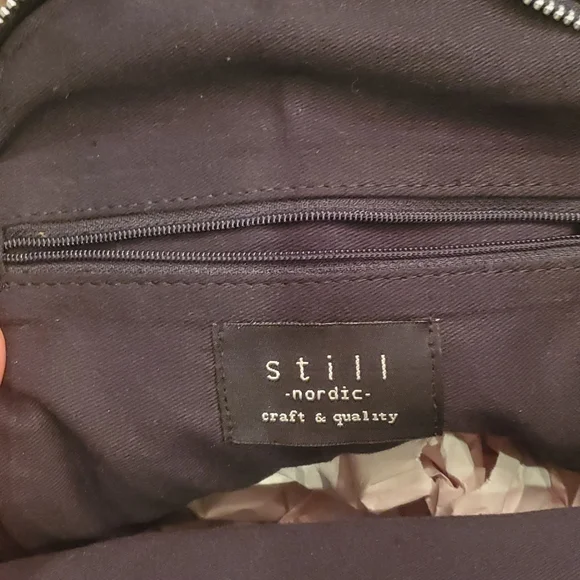 still
-nordic-
craft & quality